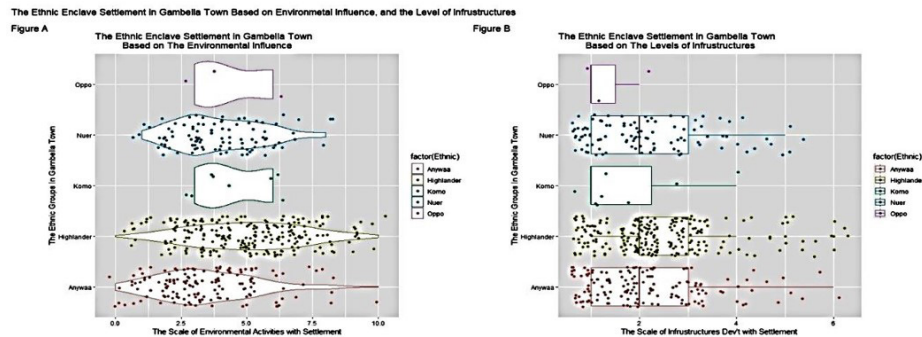 The Ethnic Enclave Settlement in Gambella Town Based on Environmetal Influence, and the Level of Infrastructures
Figure A
The Ethnic Enclave Settlement in Gambella Town
Based on The Environmental Influence
The Ethnic Groups in Gambella Town
Oppo
Nuer
Komo
Highlander
Anywaa
0.0
2.5
5.0
7.5
10.0
The Scale of Environmental Activities with Settlement
factor(Ethnic)
Anywaa
Highlander
Komo
Nuer
Oppo
Figure B
The Ethnic Enclave Settlement in Gambella Town
Based on The Levels of Infrastructures
The Ethnic Groups in Gambella Town
Oppo
Nuer
Komo
Highlander
Anywaa
2
4
6
The Scale of Infrastructures Dev't with Settlement
factor(Ethnic)
Anywaa
Highlander
Komo
Nuer
Oppo